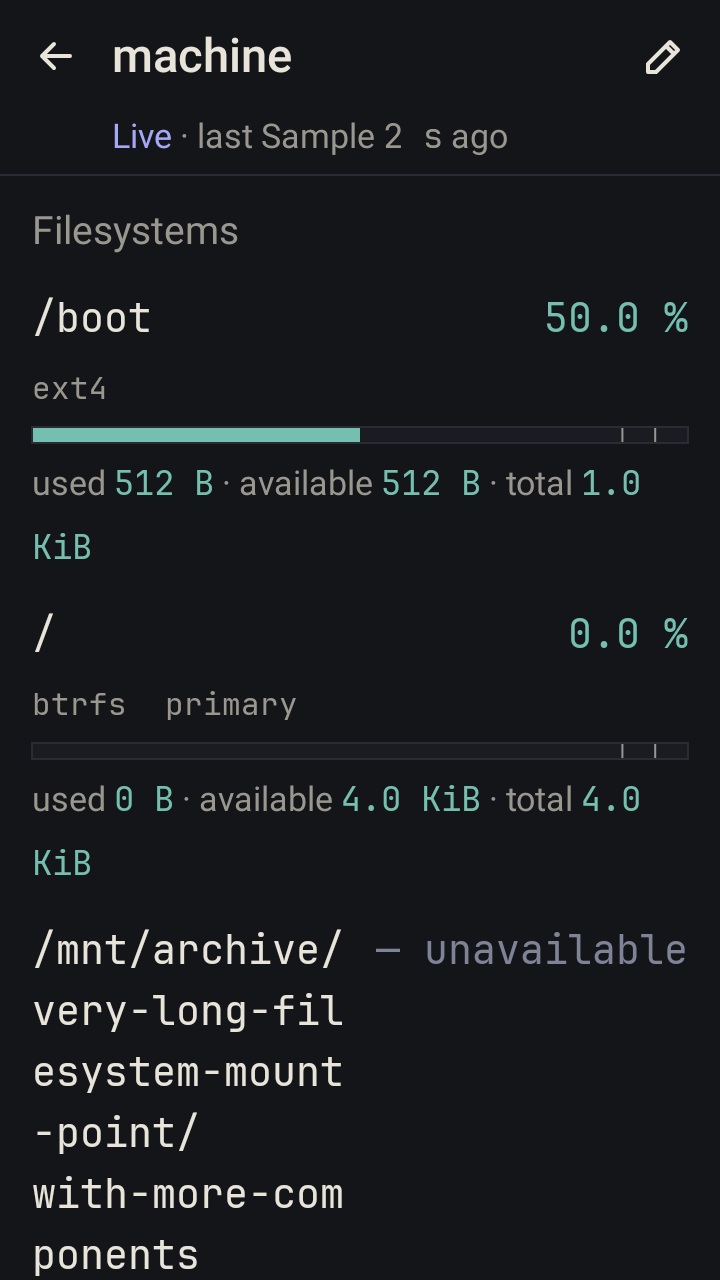 machine
Live · last Sample 2 s ago
Filesystems
/boot 50.0 %
ext4
used 512 B · available 512 B · total 1.0
KiB
/ 0.0 %
btrfs primary
used 0 B · available 4.0 KiB · total 4.0
KiB
/mnt/archive/ — unavailable
very-long-fil
esystem-mount
-point/
with-more-com
ponents